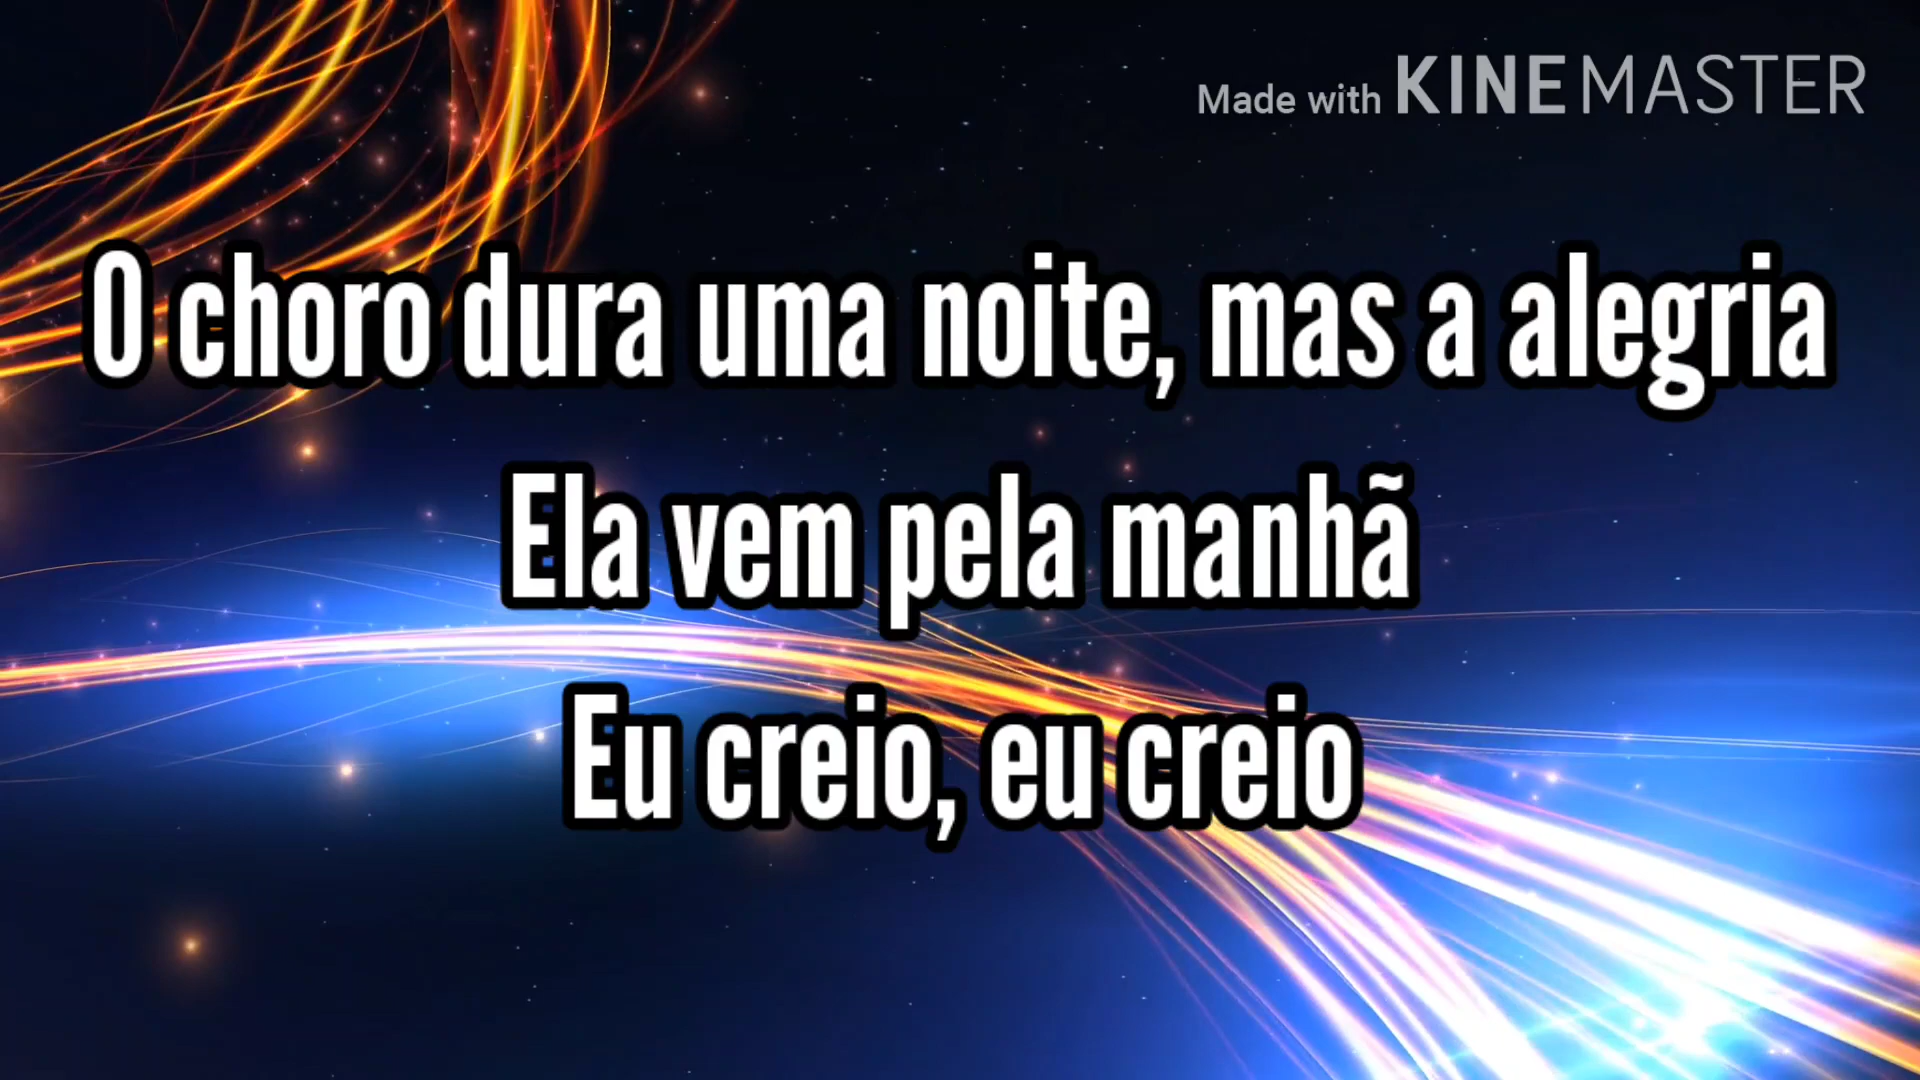 Made with KINEMASTER
O choro dura uma noite, mas a alegria
Ela vem pela manhã
Eu creio, eu creio